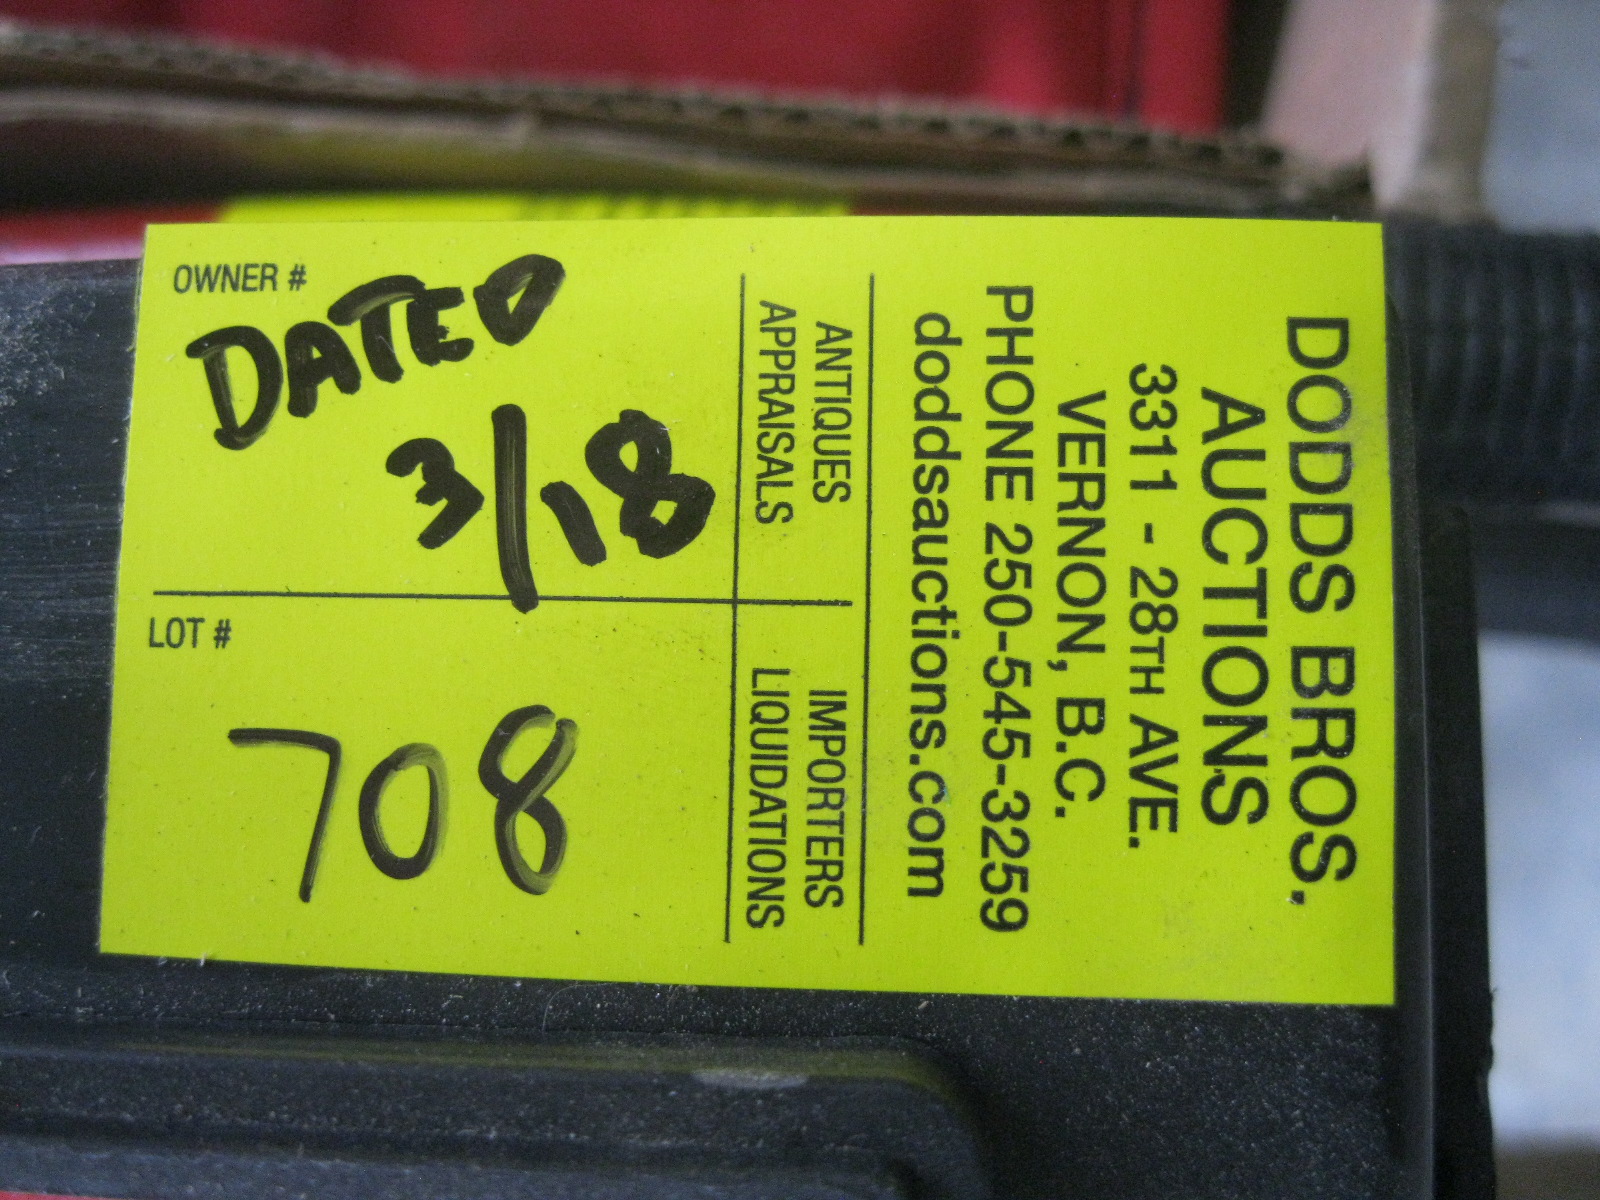 DODDS BROS.
AUCTIONS
3311 - 28TH AVE.
VERNON, B.C.
PHONE 250-545-3259
doddsauctions.com
ANTIQUES
APPRAISALS
IMPORTERS
LIQUIDATIONS
OWNER #
DATED
3/18
LOT #
708